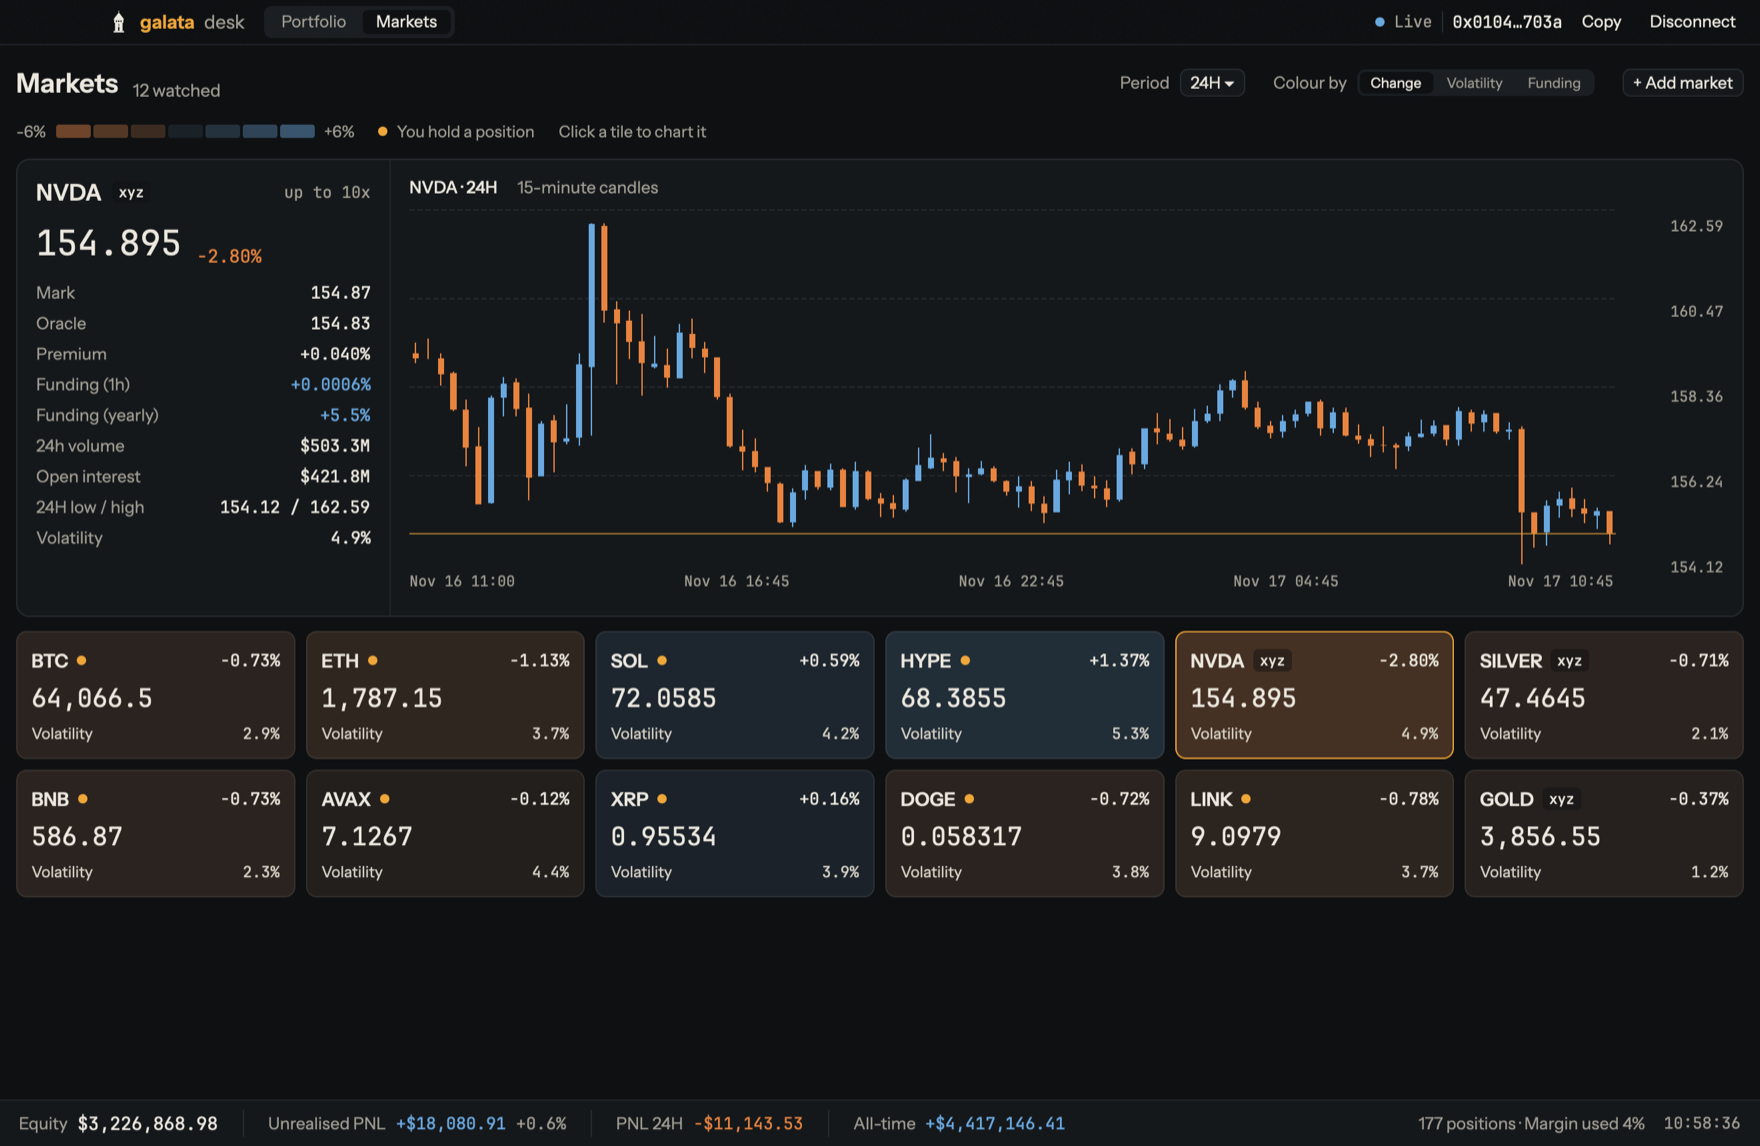 galata desk Portfolio Markets Live 0x0104…703a Copy Disconnect
Markets 12 watched Period 24H Colour by Change Volatility Funding + Add market
-6% +6% You hold a position Click a tile to chart it
NVDA xyz up to 10x
154.895 -2.80%
Mark 154.87
Oracle 154.83
Premium +0.040%
Funding (1h) +0.0006%
Funding (yearly) +5.5%
24h volume $503.3M
Open interest $421.8M
24H low / high 154.12 / 162.59
Volatility 4.9%
NVDA·24H 15-minute candles
162.59
160.47
158.36
156.24
154.12
Nov 16 11:00 Nov 16 16:45 Nov 16 22:45 Nov 17 04:45 Nov 17 10:45
BTC -0.73%
64,066.5
Volatility 2.9%
ETH -1.13%
1,787.15
Volatility 3.7%
SOL +0.59%
72.0585
Volatility 4.2%
HYPE +1.37%
68.3855
Volatility 5.3%
NVDA xyz -2.80%
154.895
Volatility 4.9%
SILVER xyz -0.71%
47.4645
Volatility 2.1%
BNB -0.73%
586.87
Volatility 2.3%
AVAX -0.12%
7.1267
Volatility 4.4%
XRP +0.16%
0.95534
Volatility 3.9%
DOGE -0.72%
0.058317
Volatility 3.8%
LINK -0.78%
9.0979
Volatility 3.7%
GOLD xyz -0.37%
3,856.55
Volatility 1.2%
Equity $3,226,868.98 Unrealised PNL +$18,080.91 +0.6% PNL 24H -$11,143.53 All-time +$4,417,146.41 177 positions·Margin used 4% 10:58:36